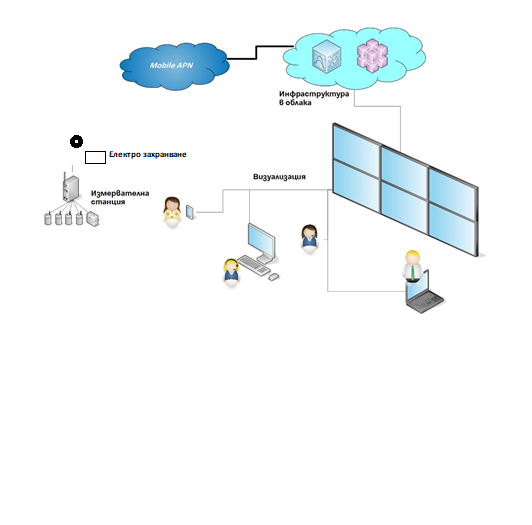 Mobile APN
Инфраструктура
в облака
Електро захранване
Измервателна
станция
Визуализация